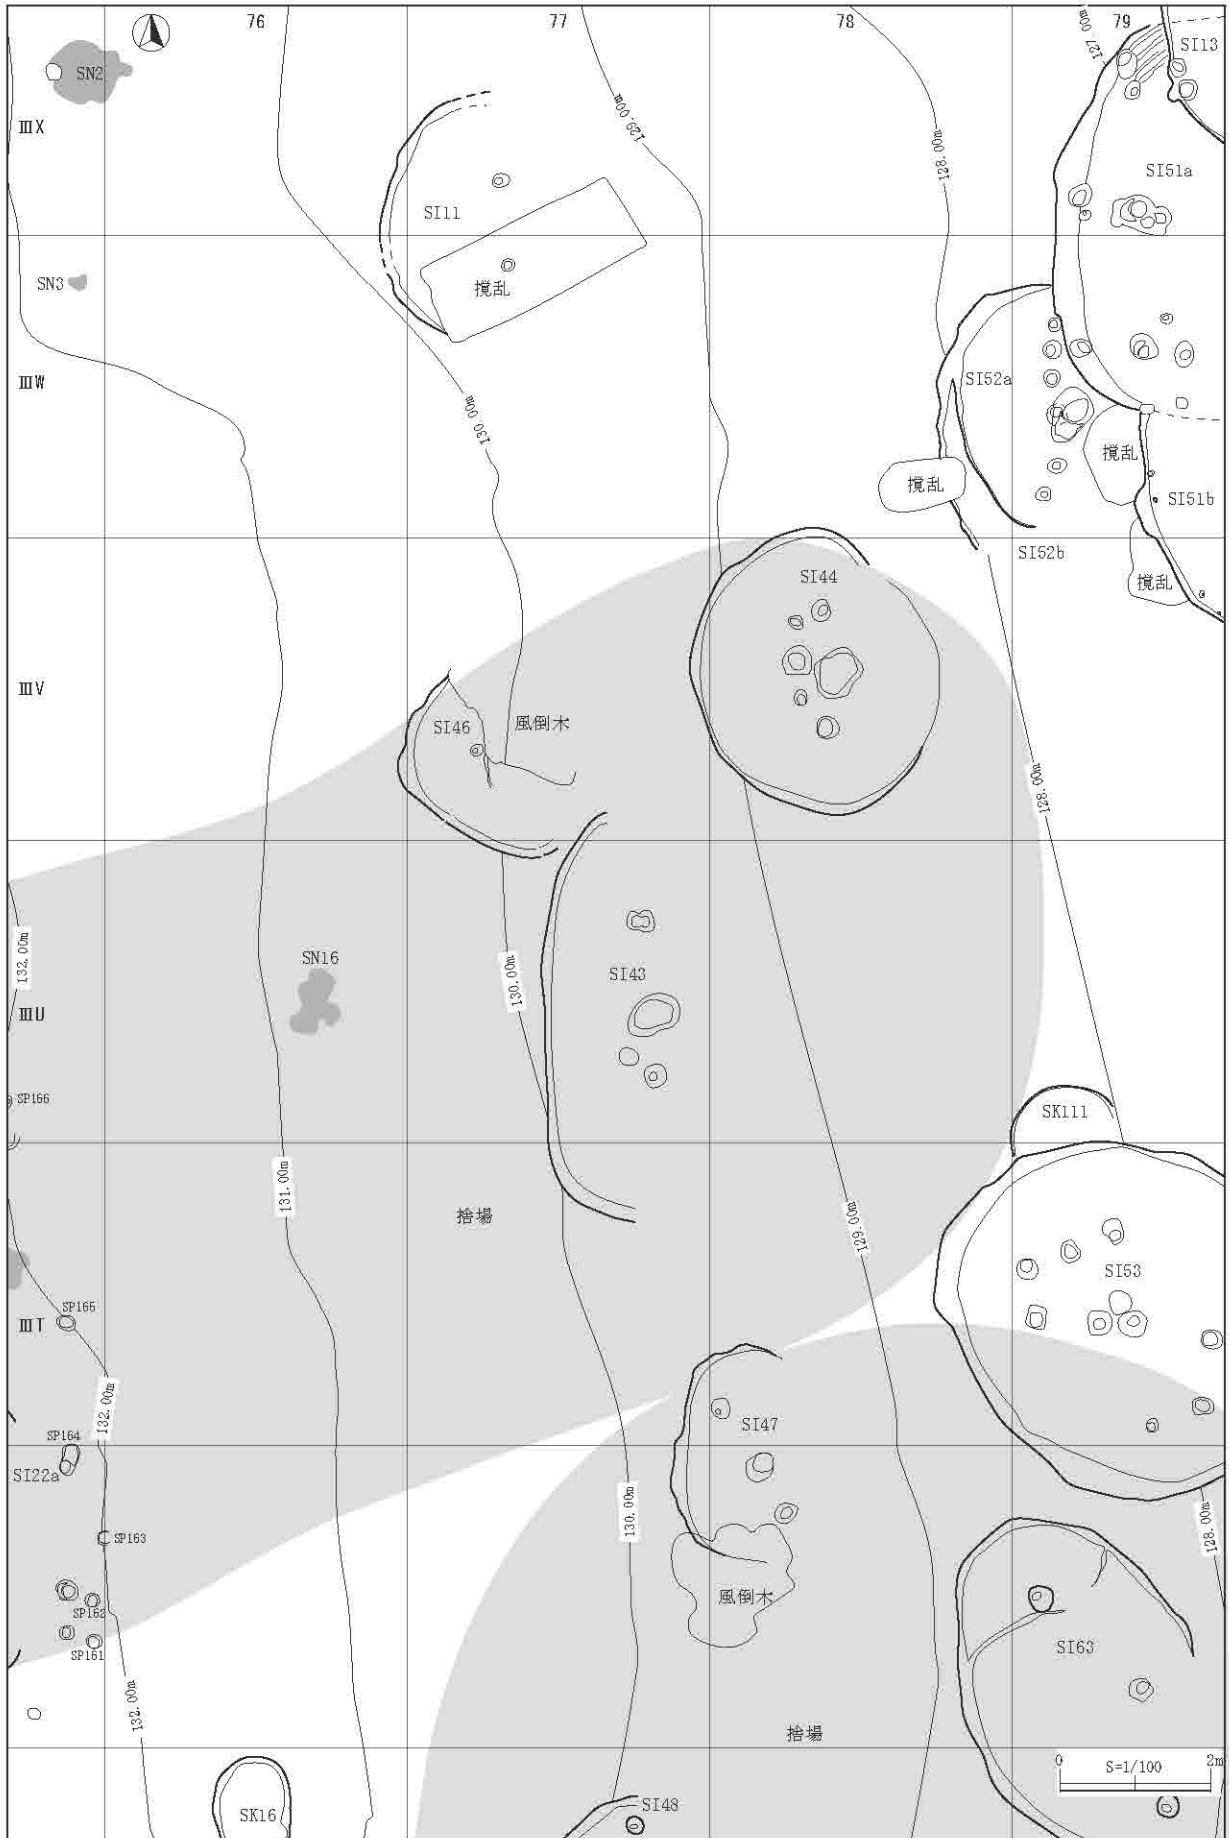 76
77
78
79
SN2
SI13
ⅢX
127.00m
129.00m
128.00m
SI51a
SI11
SN3
撹乱
ⅢW
SI52a
130.00m
撹乱
撹乱
SI51b
SI52b
SI44
撹乱
ⅢV
SI46
風倒木
128.00m
132.00m
SN16
SI43
130.00m
ⅢU
SP166
SK111
131.00m
捨場
129.00m
SI53
SP165
ⅢT
132.00m
SI47
SP164
SI22a
130.00m
SP163
128.00m
風倒木
SP162
SI63
SP161
132.00m
捨場
0 S=1/100 2m
SK16
SI48